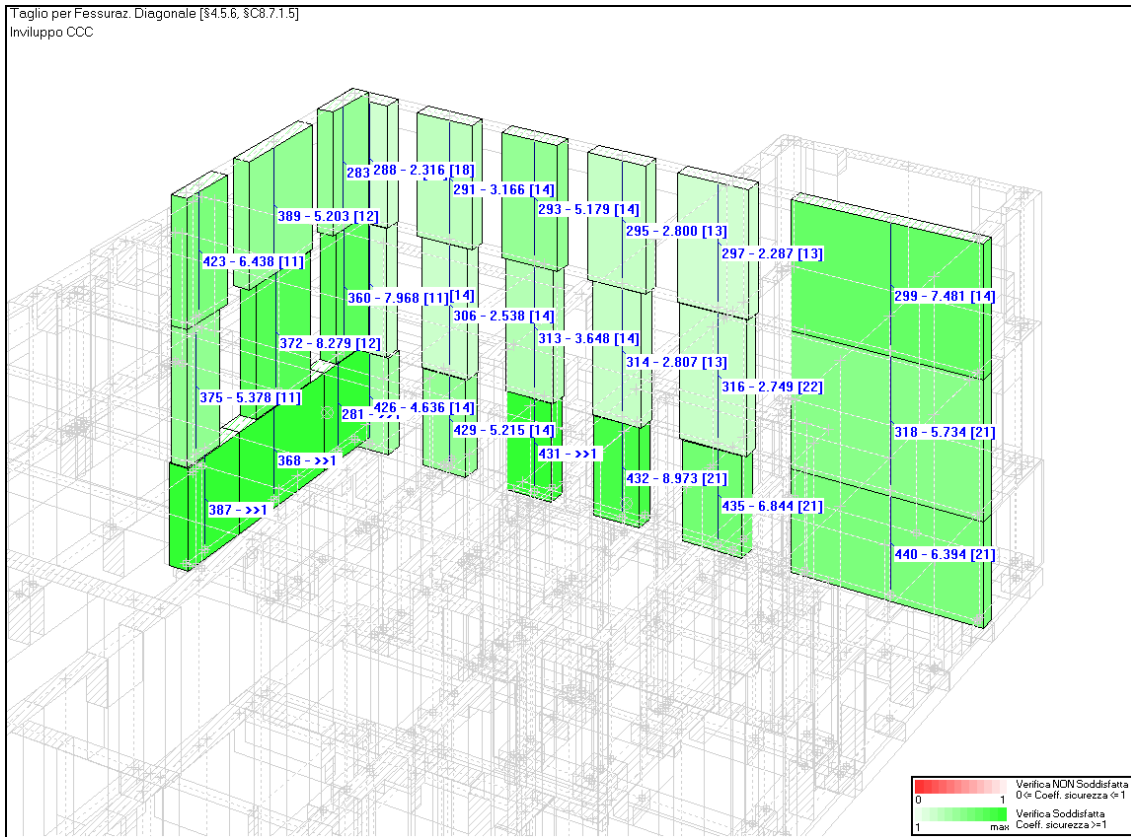 Taglio per Fessuraz. Diagonale [§4.5.6, §C8.7.1.5]
Inviluppo CCC
283
288 - 2.316 [18]
291 - 3.166 [14]
293 - 5.179 [14]
295 - 2.800 [13]
297 - 2.287 [13]
389 - 5.203 [12]
423 - 6.438 [11]
299 - 7.481 [14]
360 - 7.968 [11]
[14]
306 - 2.538 [14]
313 - 3.648 [14]
314 - 2.807 [13]
316 - 2.749 [22]
372 - 8.279 [12]
375 - 5.378 [11]
318 - 5.734 [21]
281 - >>1
426 - 4.636 [14]
429 - 5.215 [14]
431 - >>1
432 - 8.973 [21]
435 - 6.844 [21]
368 - >>1
387 - >>1
440 - 6.394 [21]
Verifica NON Soddisfatta
0<= Coeff. sicurezza <=1
0 1
Verifica Soddisfatta
Coeff. sicurezza >=1
1 max